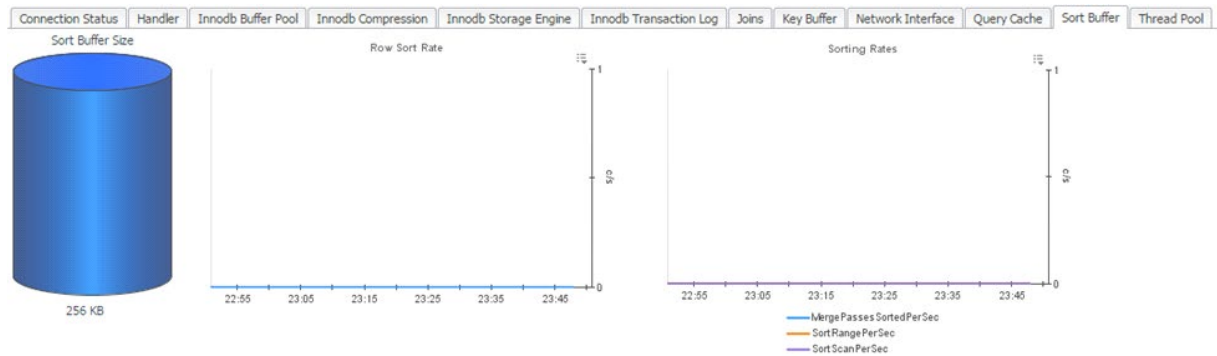 Connection Status Handler Innodb Buffer Pool Innodb Compression Innodb Storage Engine Innodb Transaction Log Joins Key Buffer Network Interface Query Cache Sort Buffer Thread Pool
Sort Buffer Size
256 KB
Row Sort Rate
1
c/s
0
22:55 23:05 23:15 23:25 23:35 23:45
Sorting Rates
1
c/s
0
22:55 23:05 23:15 23:25 23:35 23:45
MergePassesSortedPerSec
SortRangePerSec
SortScanPerSec